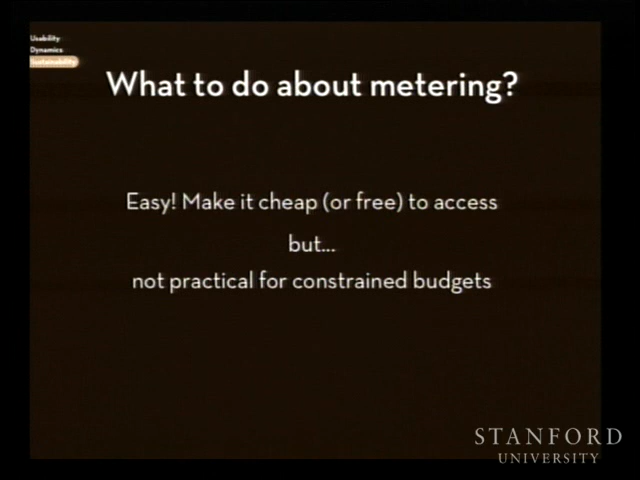 Usability
Dynamics
Sustainability
What to do about metering?
Easy! Make it cheap (or free) to access
but...
not practical for constrained budgets
STANFORD
UNIVERSITY